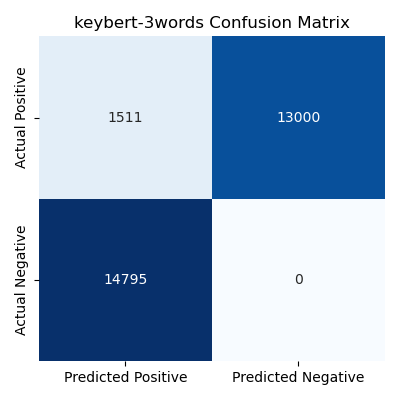 keybert-3words Confusion Matrix
Actual Positive
1511
13000
Actual Negative
14795
0
Predicted Positive
Predicted Negative